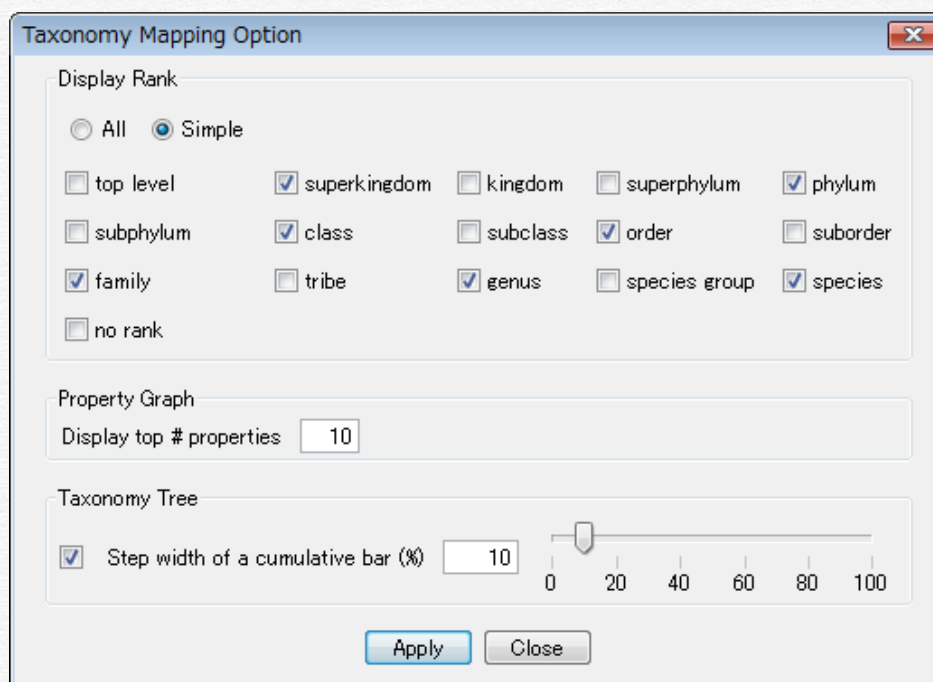 Taxonomy Mapping Option
Display Rank
All Simple
top level superkingdom kingdom superphylum phylum
subphylum class subclass order suborder
family tribe genus species group species
no rank
Property Graph
Display top # properties 10
Taxonomy Tree
Step width of a cumulative bar (%) 10
0 20 40 60 80 100
Apply Close